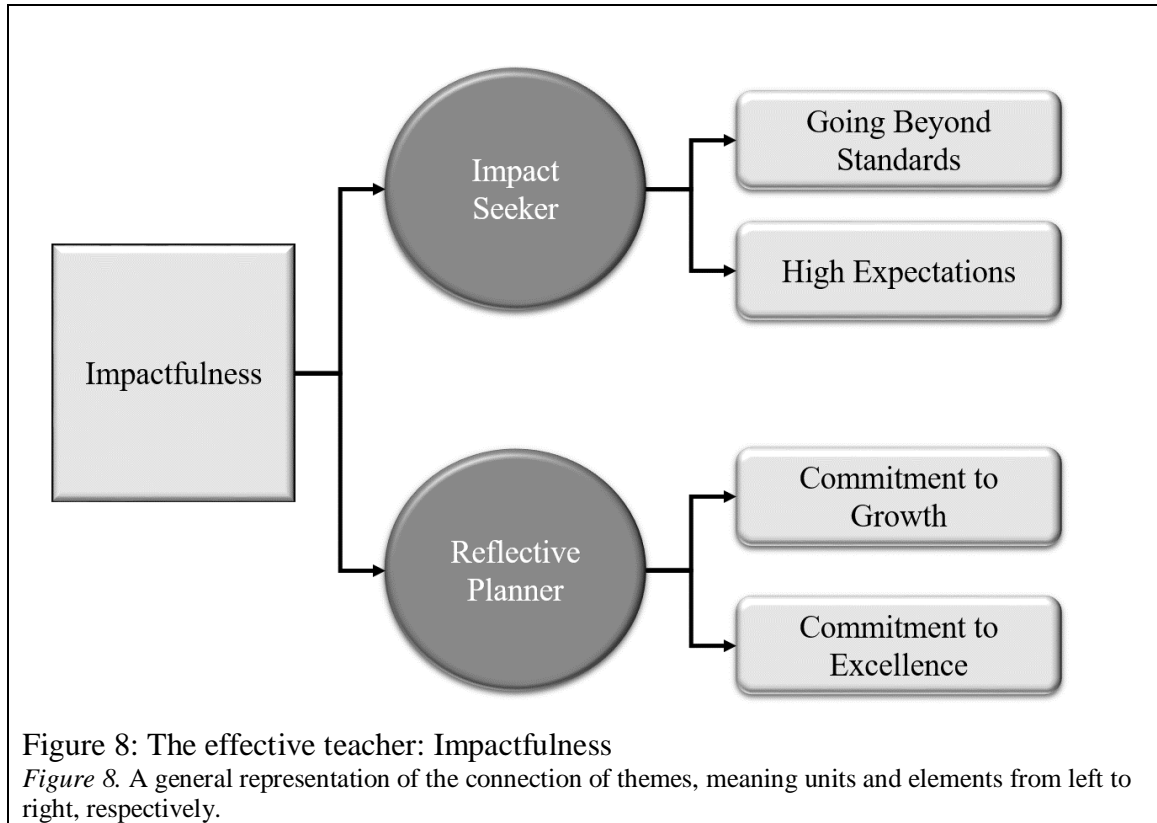 Impactfulness
Impact
Seeker
Going Beyond
Standards
High Expectations
Reflective
Planner
Commitment to
Growth
Commitment to
Excellence
Figure 8: The effective teacher: Impactfulness
Figure 8. A general representation of the connection of themes, meaning units and elements from left to
right, respectively.